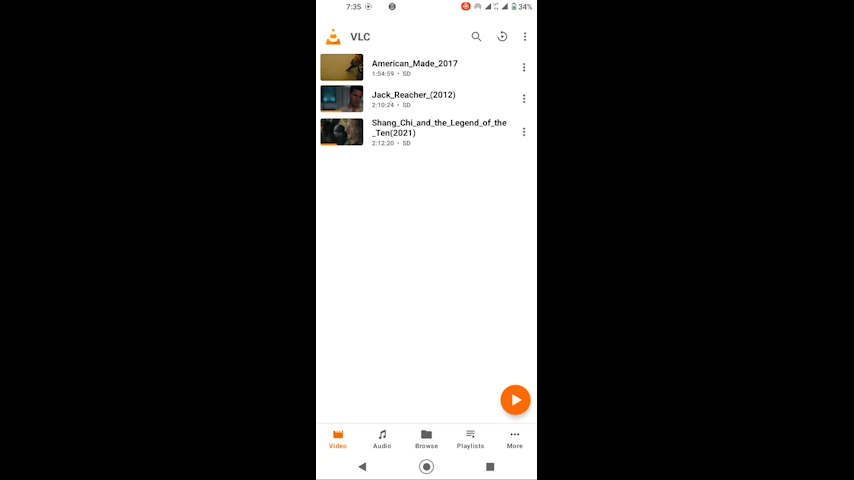 7:35
34%
VLC
American_Made_2017
1:54:59 • SD
Jack_Reacher_(2012)
2:10:24 • SD
Shang_Chi_and_the_Legend_of_the
_Ten(2021)
2:12:20 • SD
Video Audio Browse Playlists More